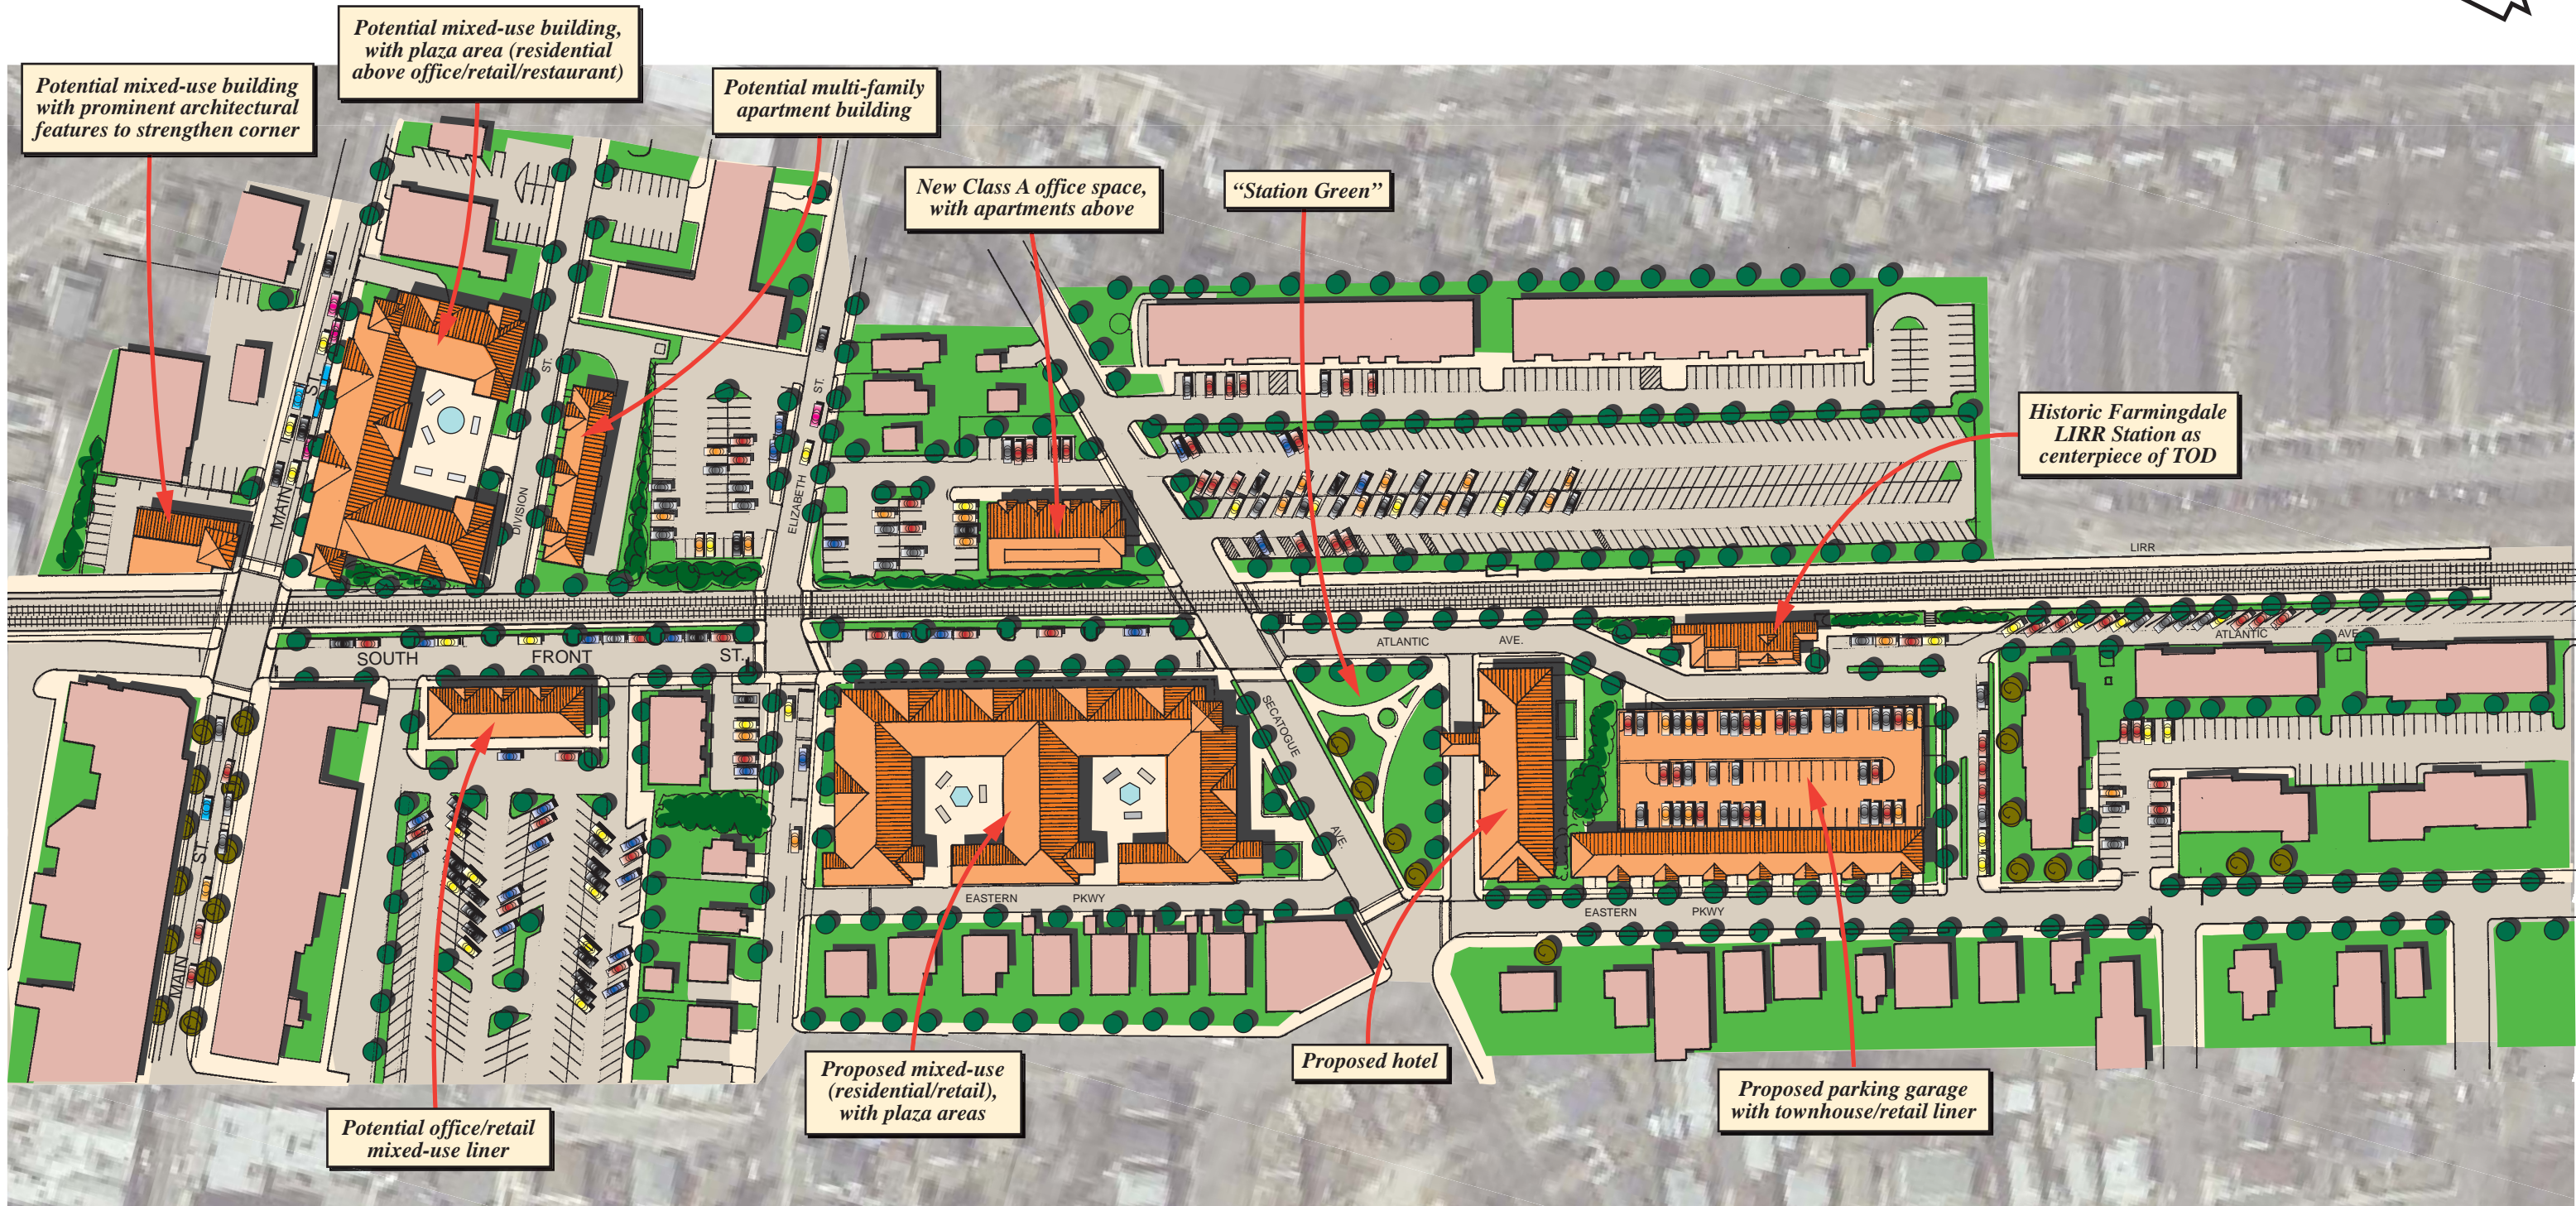 Potential mixed-use building,
with plaza area (residential
above office/retail/restaurant)
Potential mixed-use building
with prominent architectural
features to strengthen corner
Potential multi-family
apartment building
New Class A office space,
with apartments above
“Station Green”
Historic Farmingdale
LIRR Station as
centerpiece of TOD
MAIN ST.
DIVISION ST.
ELIZABETH ST.
LIRR
ATLANTIC AVE.
ATLANTIC AVE.
SOUTH FRONT ST.
SECATOGUE AVE.
MAIN ST.
EASTERN PKWY
EASTERN PKWY
Proposed mixed-use
(residential/retail),
with plaza areas
Proposed hotel
Proposed parking garage
with townhouse/retail liner
Potential office/retail
mixed-use liner